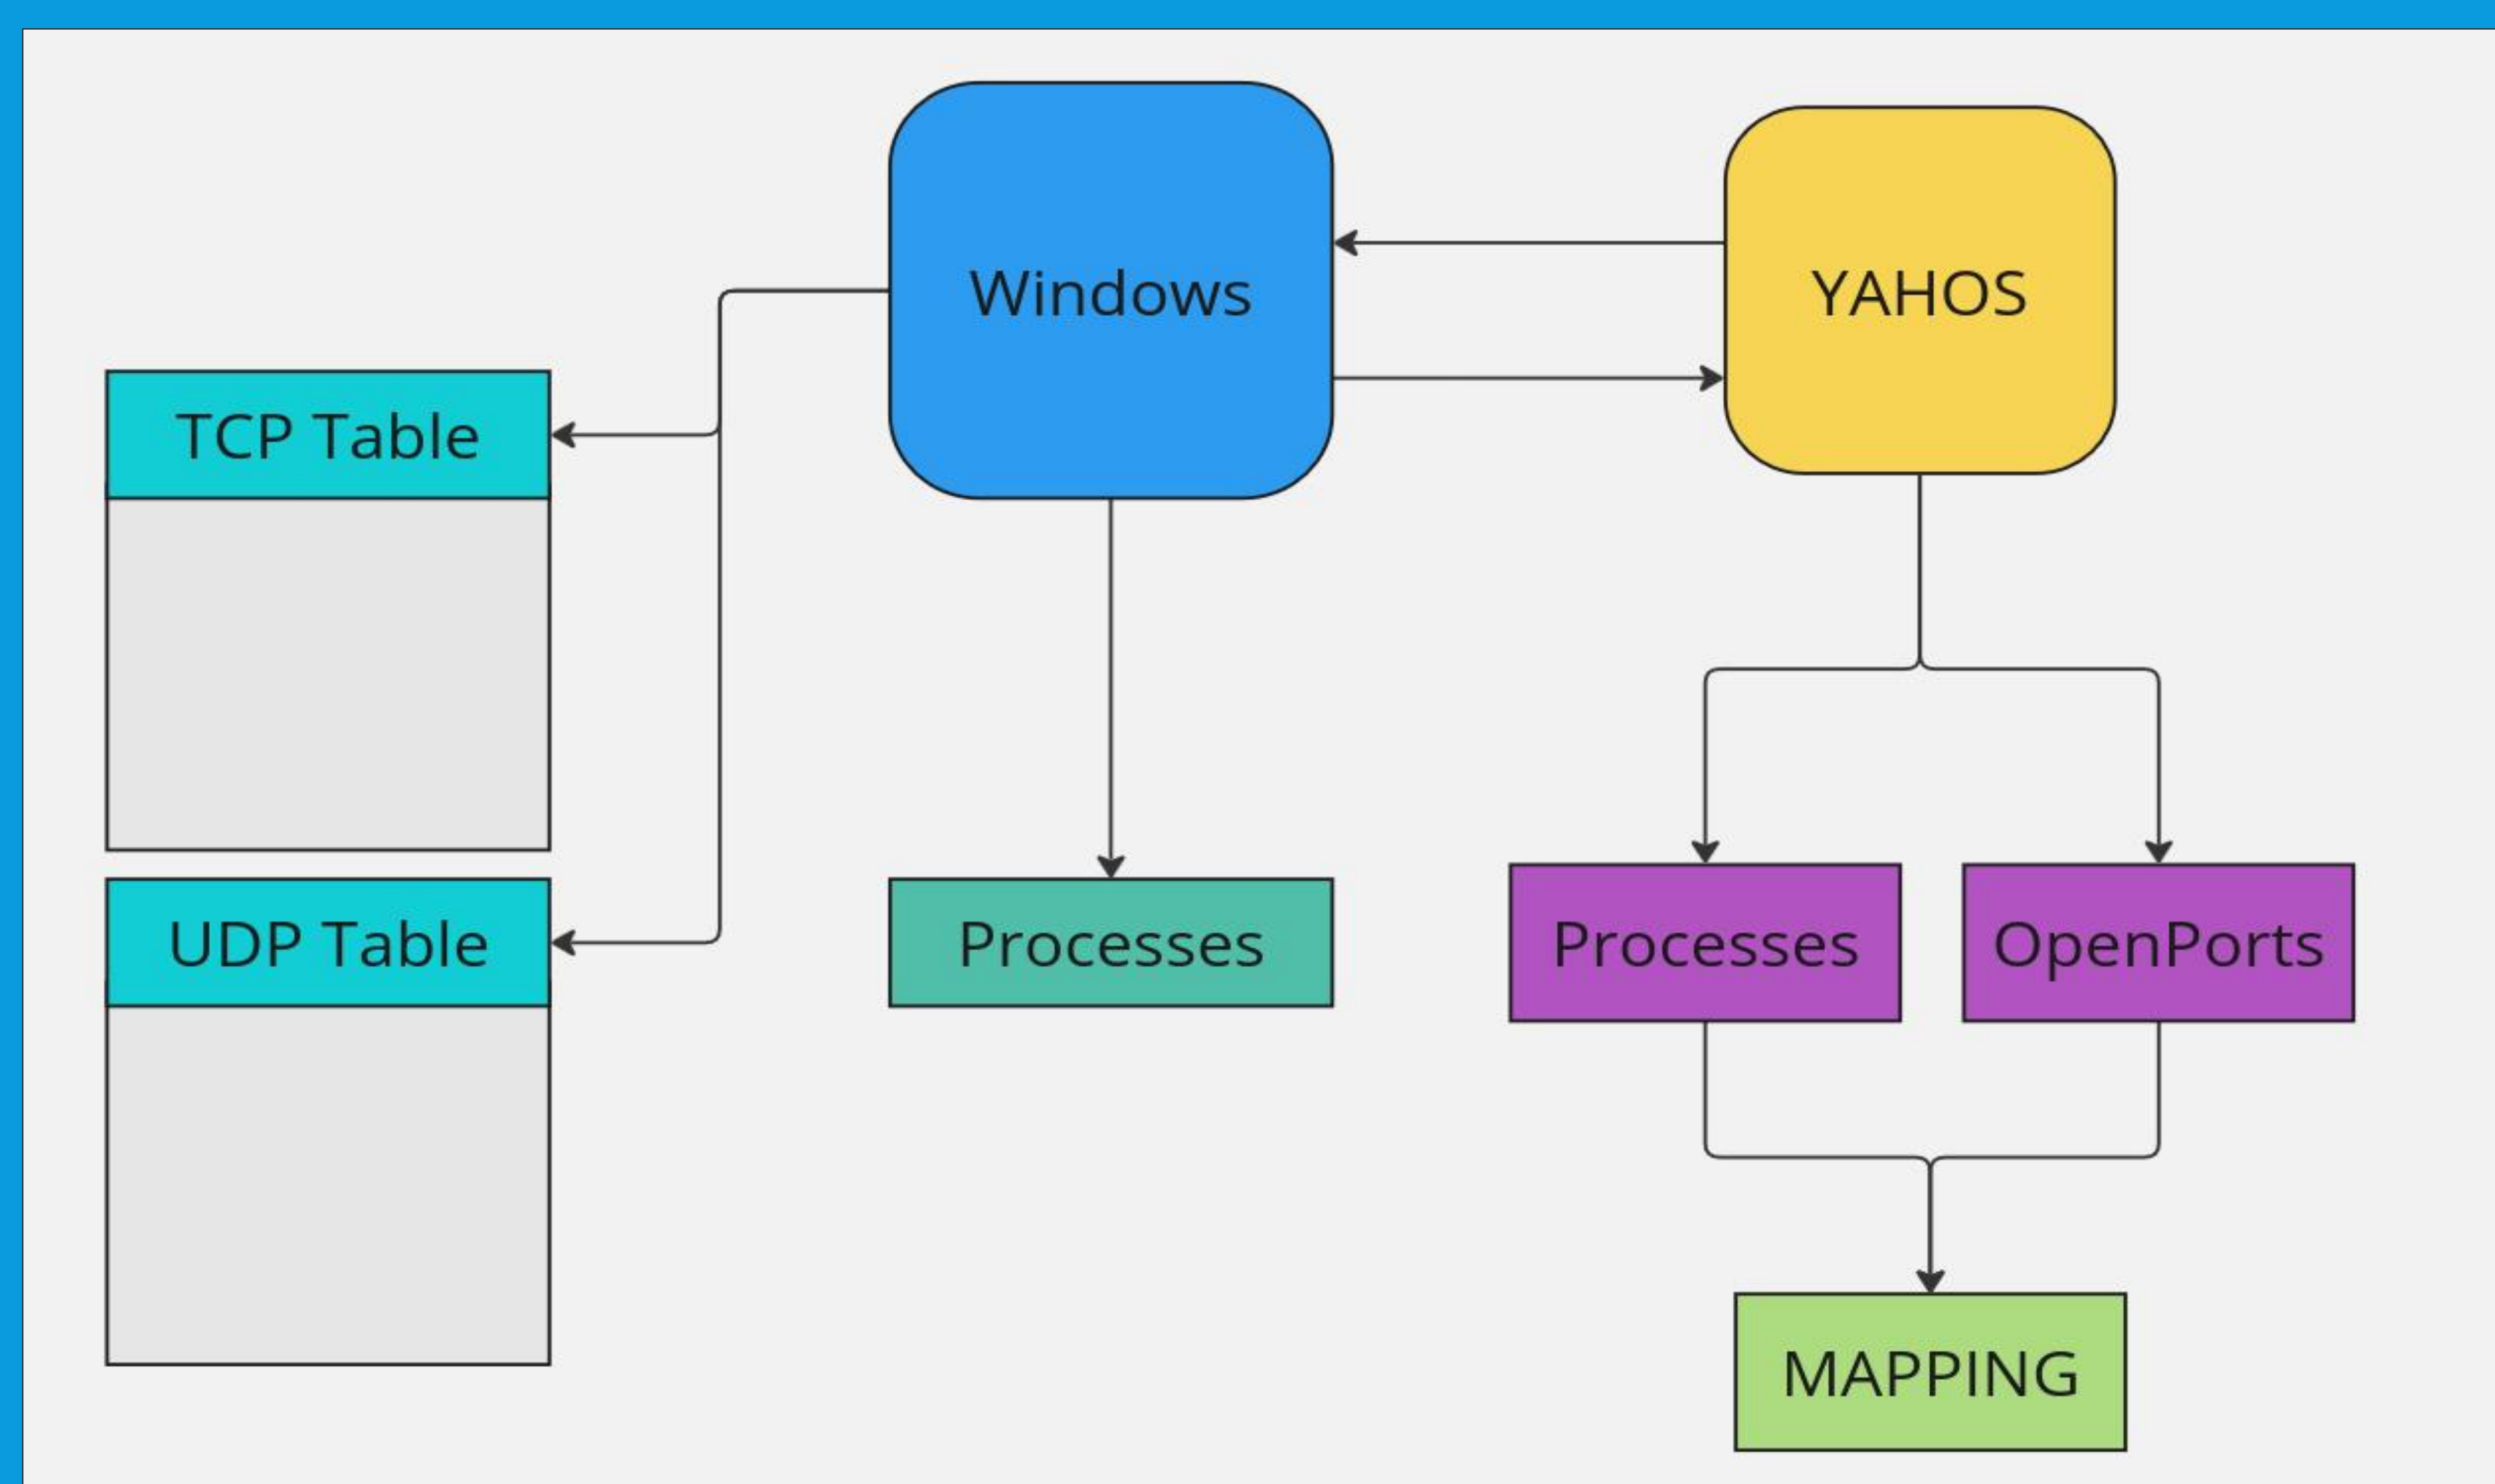 Windows
YAHOS
TCP Table
UDP Table
Processes
Processes
OpenPorts
MAPPING